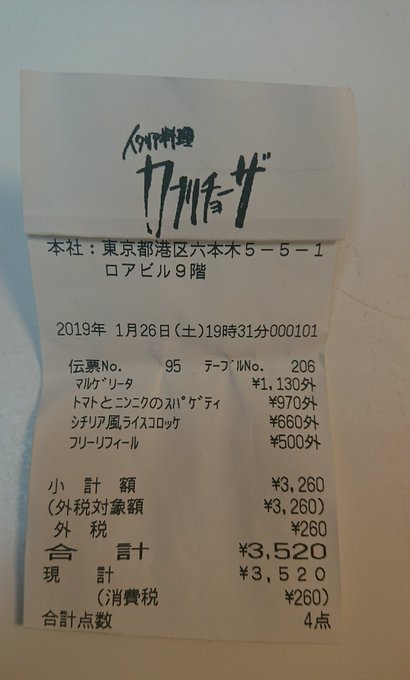 イタリア料理
カプリチョーザ
本社：東京都港区六本木５－５－１
ロアビル９階
2019年 1月26日(土)19時31分000101
伝票No. 95 テーブルNo. 206
マルゲリータ ¥1,130外
トマトとニンニクのスパゲティ ¥970外
シチリア風ライスコロッケ ¥660外
フリーリフィール ¥500外
小計額 ¥3,260
(外税対象額 ¥3,260)
外税 ¥260
合計 ¥3,520
現計 ¥3,520
(消費税 ¥260)
合計点数 4点